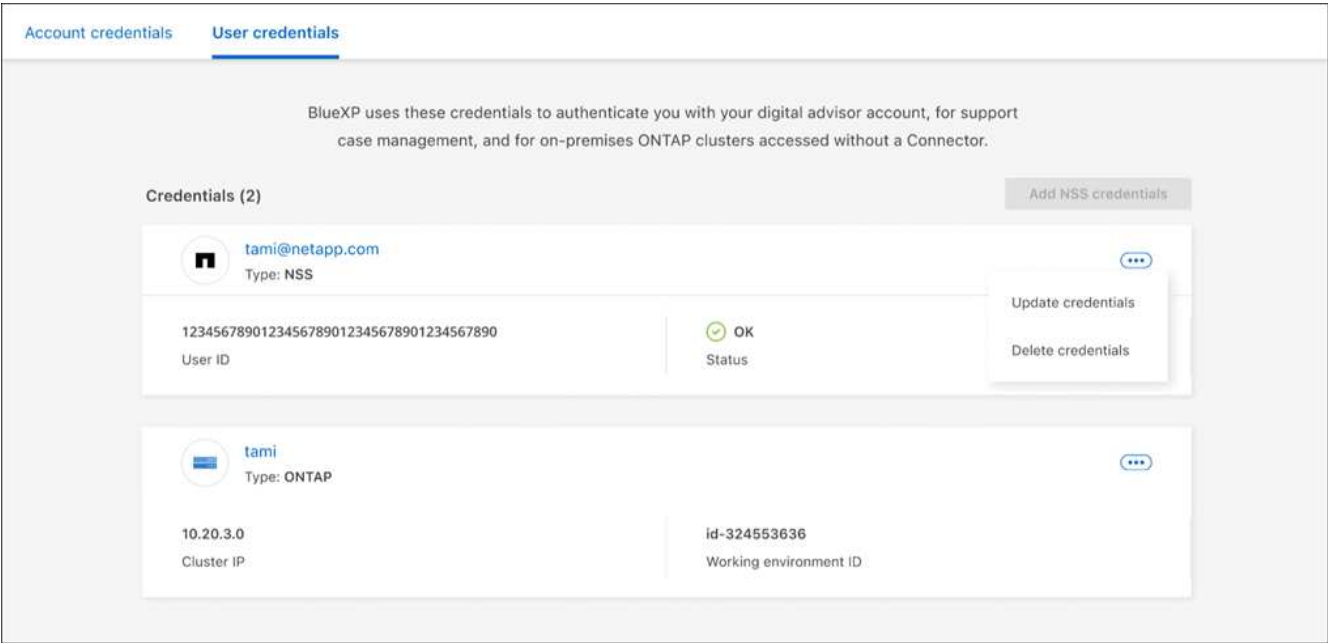 Account credentials
User credentials
BlueXP uses these credentials to authenticate you with your digital advisor account, for support
case management, and for on-premises ONTAP clusters accessed without a Connector.
Credentials (2)
Add NSS credentials
tami@netapp.com
Type: NSS
Update credentials
Delete credentials
1234567890123456789012345678901234567890
User ID
OK
Status
tami
Type: ONTAP
10.20.3.0
Cluster IP
id-324553636
Working environment ID